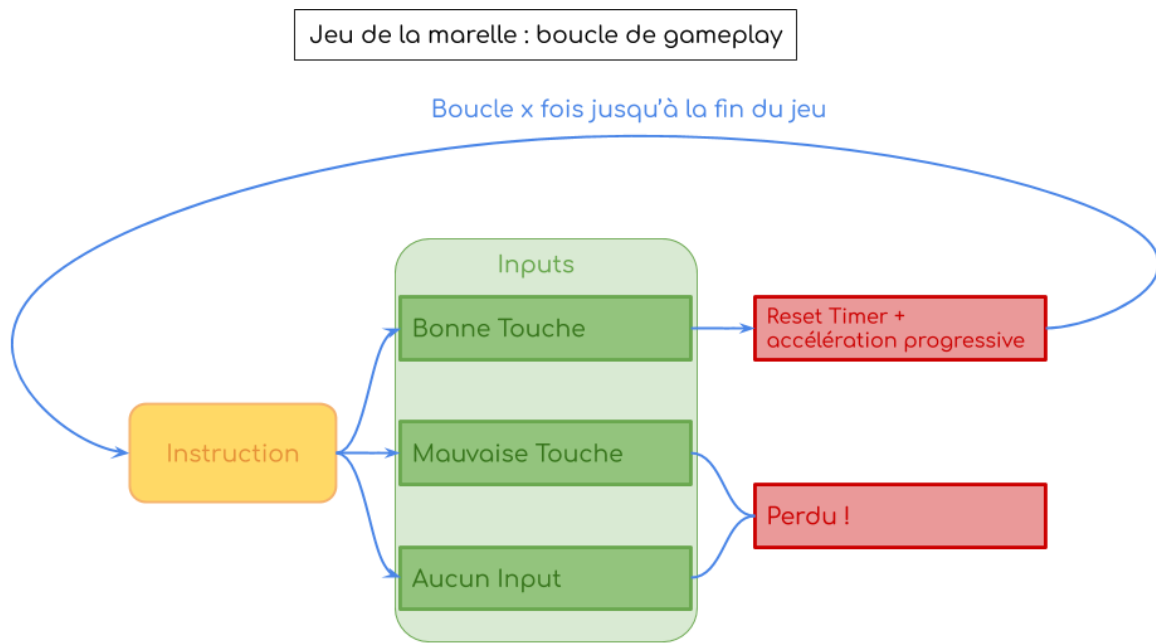 Jeu de la marelle : boucle de gameplay
Boucle x fois jusqu'à la fin du jeu
Inputs
Bonne Touche
Reset Timer +
accélération progressive
Instruction
Mauvaise Touche
Perdu !
Aucun Input